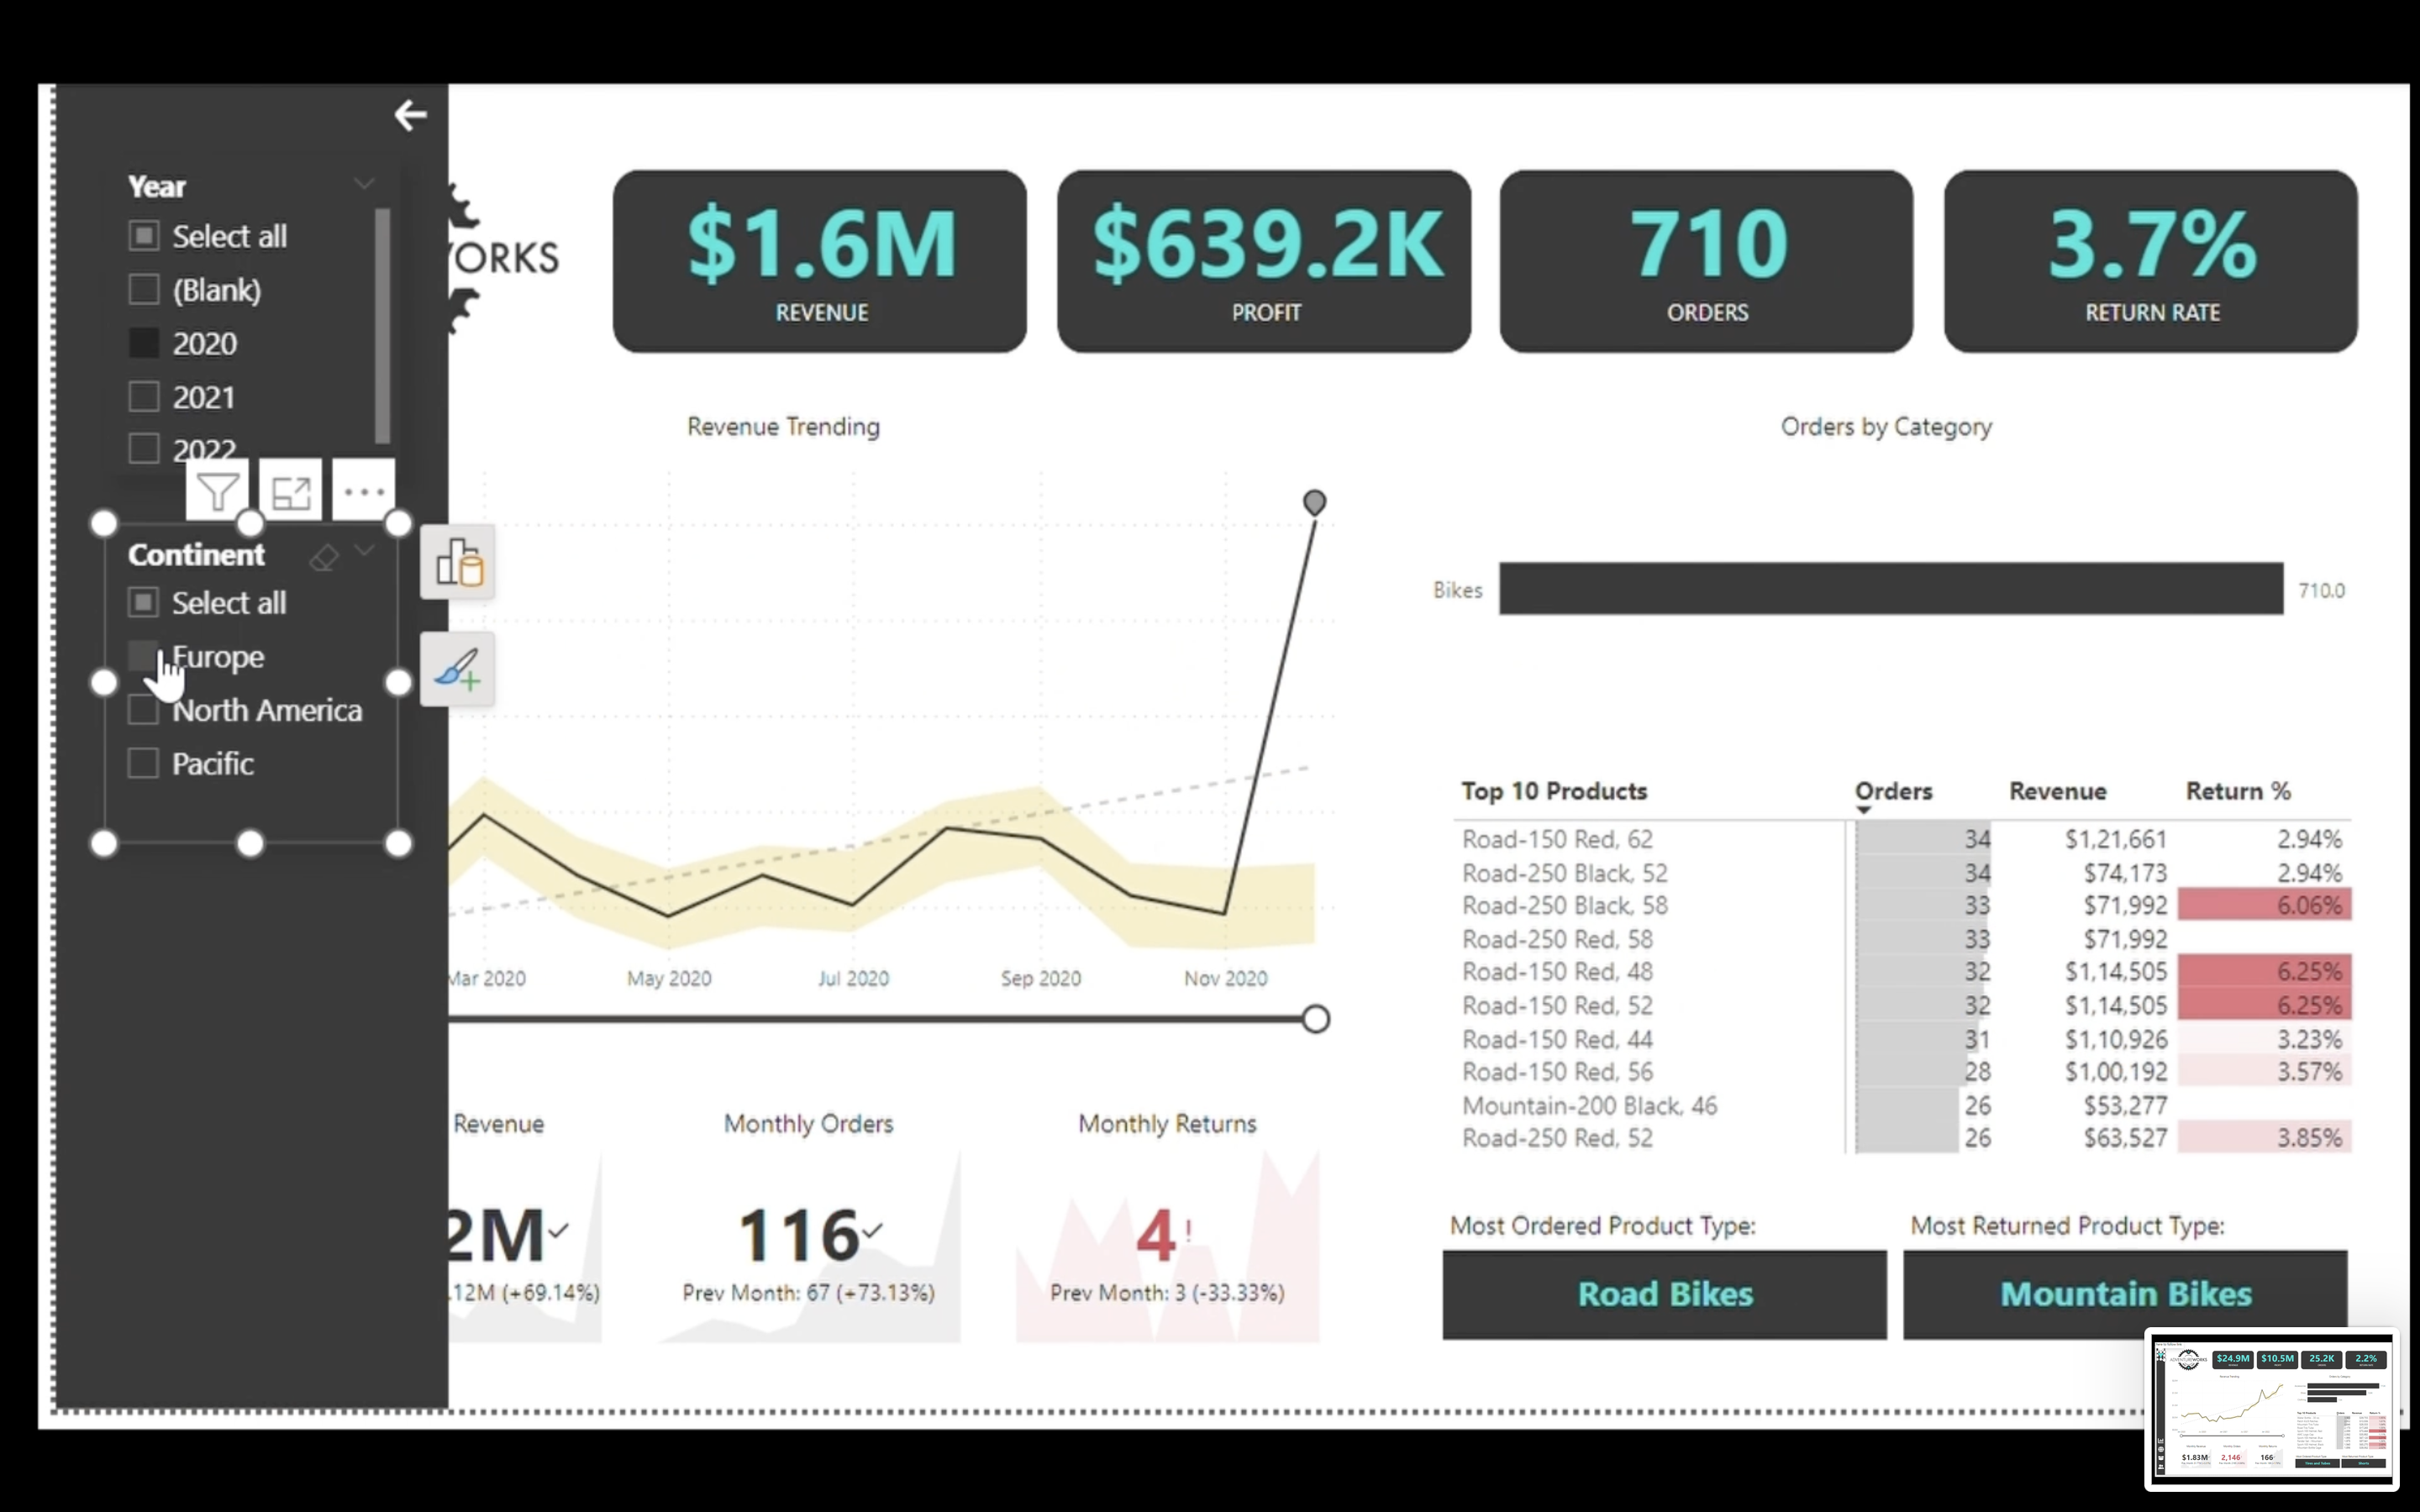 Year
Select all
(Blank)
2020
2021
2022
Continent
Select all
Europe
North America
Pacific
ORKS
$1.6M
REVENUE
$639.2K
PROFIT
710
ORDERS
3.7%
RETURN RATE
Revenue Trending
Mar 2020 May 2020 Jul 2020 Sep 2020 Nov 2020
Orders by Category
Bikes 710.0
Top 10 Products Orders Revenue Return %
Road-150 Red, 62 34 $1,21,661 2.94%
Road-250 Black, 52 34 $74,173 2.94%
Road-250 Black, 58 33 $71,992 6.06%
Road-250 Red, 58 33 $71,992
Road-150 Red, 48 32 $1,14,505 6.25%
Road-150 Red, 52 32 $1,14,505 6.25%
Road-150 Red, 44 31 $1,10,926 3.23%
Road-150 Red, 56 28 $1,00,192 3.57%
Mountain-200 Black, 46 26 $53,277
Road-250 Red, 52 26 $63,527 3.85%
Revenue
2M
.12M (+69.14%)
Monthly Orders
116
Prev Month: 67 (+73.13%)
Monthly Returns
4!
Prev Month: 3 (-33.33%)
Most Ordered Product Type:
Road Bikes
Most Returned Product Type:
Mountain Bikes
$24.9M $10.5M 25.2K 2.2%
$1.83M 2,146 166